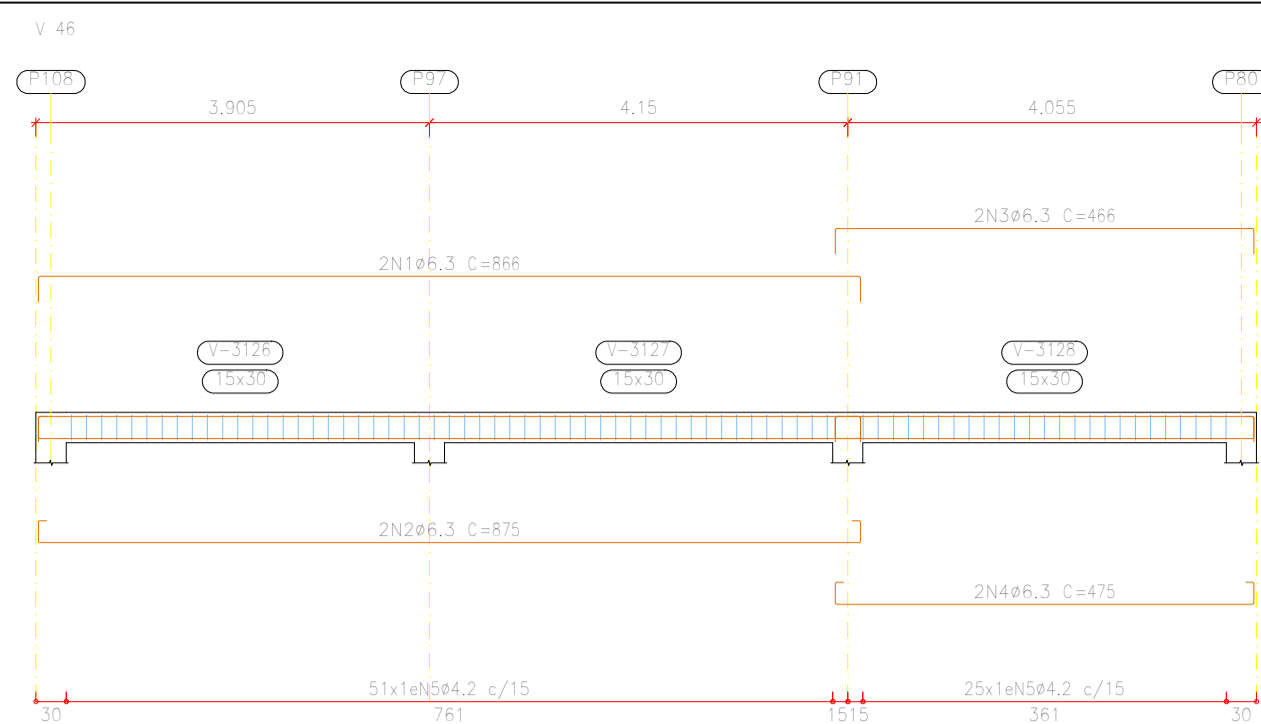 V 46
P108 P97 P91 P80
3.905 4.15 4.055
2N3ø6.3 C=466
2N1ø6.3 C=866
V-3126 V-3127 V-3128
15x30 15x30 15x30
2N2ø6.3 C=875
2N4ø6.3 C=475
51x1eN5ø4.2 c/15 25x1eN5ø4.2 c/15
30 761 1515 361 30